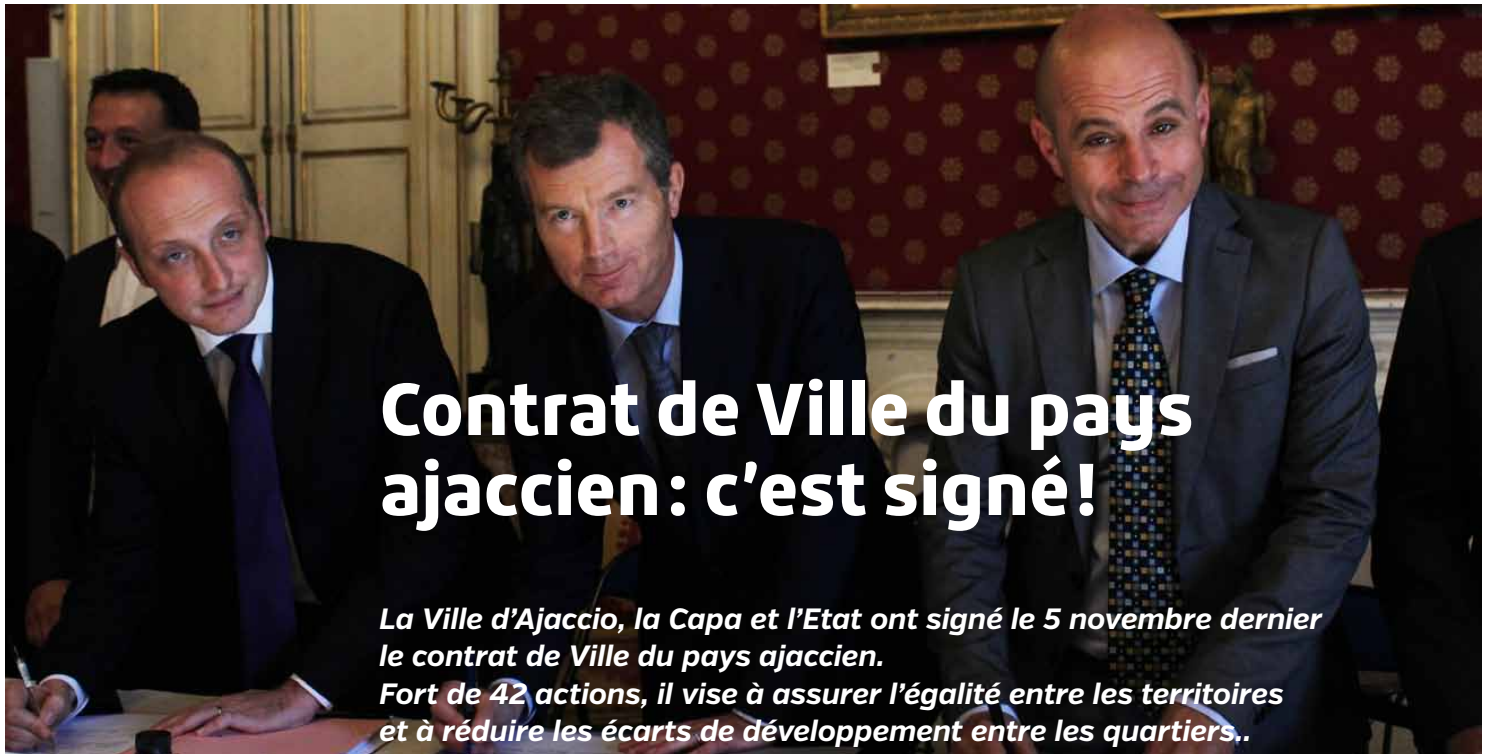 Contrat de Ville du pays
ajaccien : c’est signé!
La Ville d’Ajaccio, la Capa et l’Etat ont signé le 5 novembre dernier
le contrat de Ville du pays ajaccien.
Fort de 42 actions, il vise à assurer l’égalité entre les territoires
et à réduire les écarts de développement entre les quartiers..